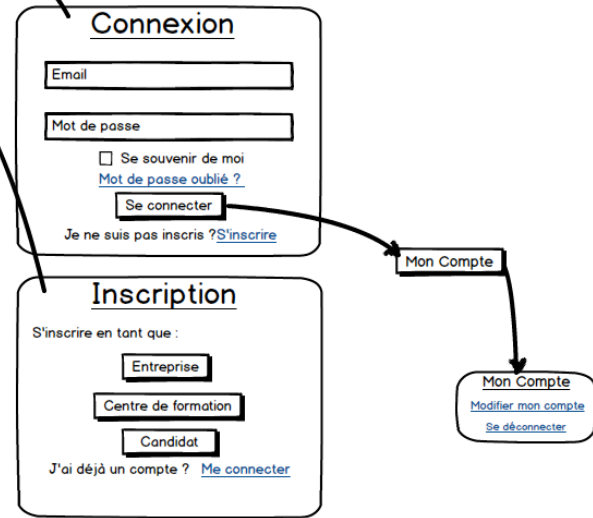 Connexion
Email
Mot de passe
Se souvenir de moi
Mot de passe oublié ?
Se connecter
Je ne suis pas inscris ?S'inscrire
Mon Compte
Inscription
S'inscrire en tant que :
Entreprise
Centre de formation
Candidat
J'ai déjà un compte ? Me connecter
Mon Compte
Modifier mon compte
Se déconnecter